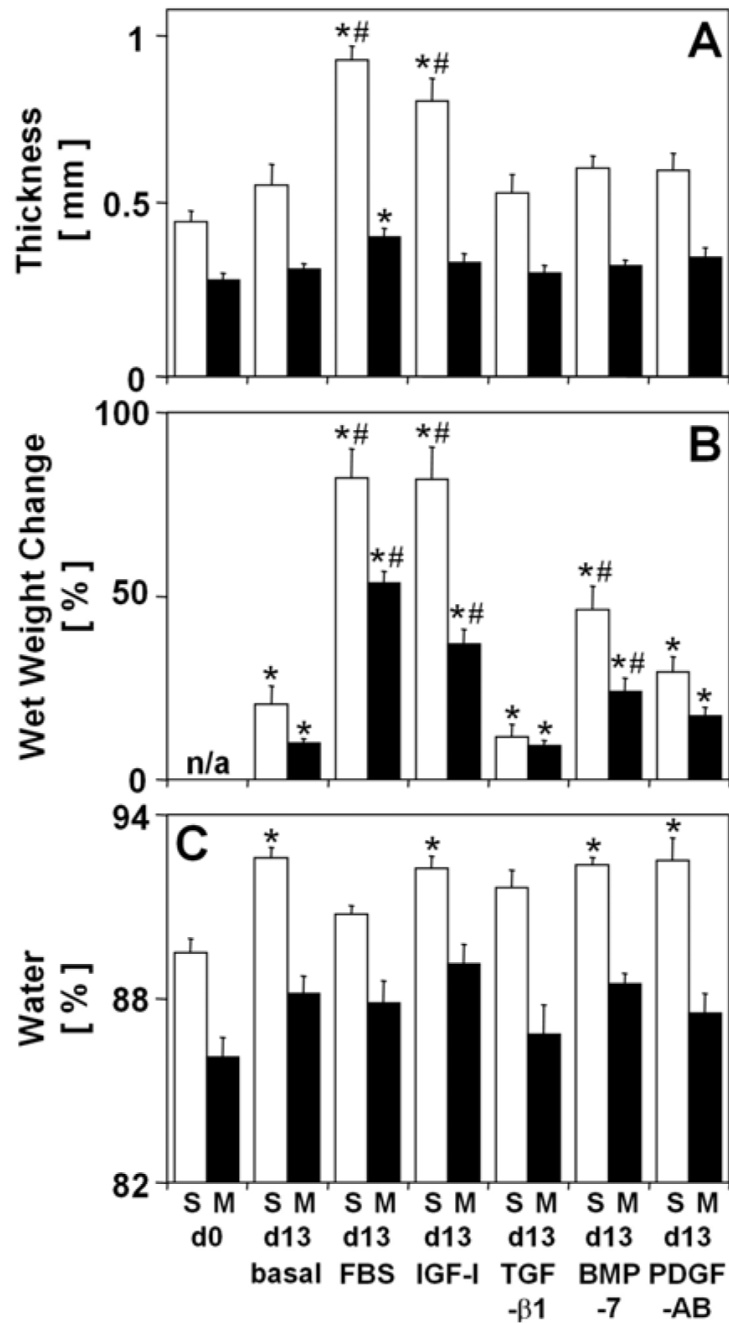 A
Thickness
[ mm ]
1
0.5
0
*#
*#
*
B
Wet Weight Change
[ % ]
100
50
0
n/a
*
*
*#
*#
*#
*#
*
*
*#
*#
*
*
C
Water
[ % ]
94
88
82
*
*
*
*
S M S M S M S M S M S M S M
d0 d13 d13 d13 d13 d13 d13
basal FBS IGF-I TGF BMP PDGF
-β1 -7 -AB